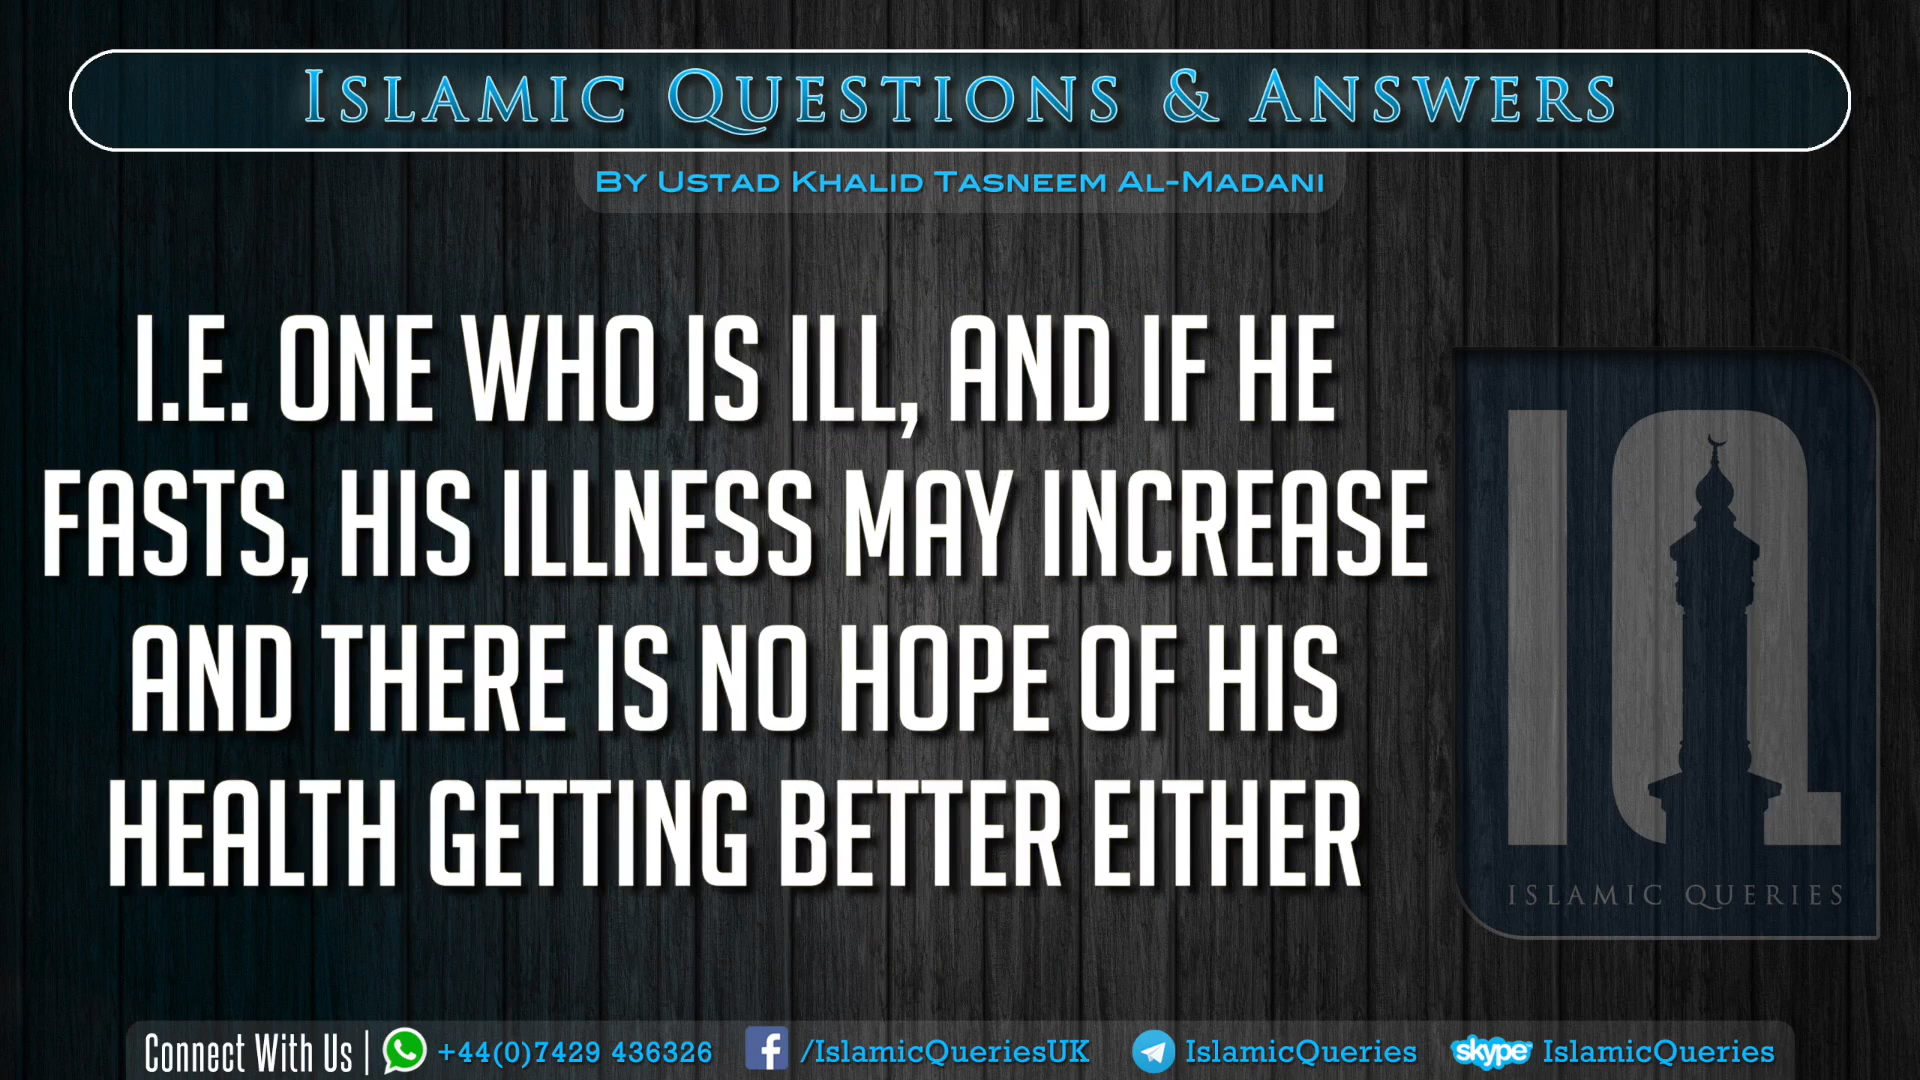 Islamic Questions & Answers
By Ustad Khalid Tasneem Al-Madani
I.E. ONE WHO IS ILL, AND IF HE
FASTS, HIS ILLNESS MAY INCREASE
AND THERE IS NO HOPE OF HIS
HEALTH GETTING BETTER EITHER
IQ
ISLAMIC QUERIES
Connect With Us | +44(0)7429 436326 f /IslamicQueriesUK IslamicQueries skype IslamicQueries